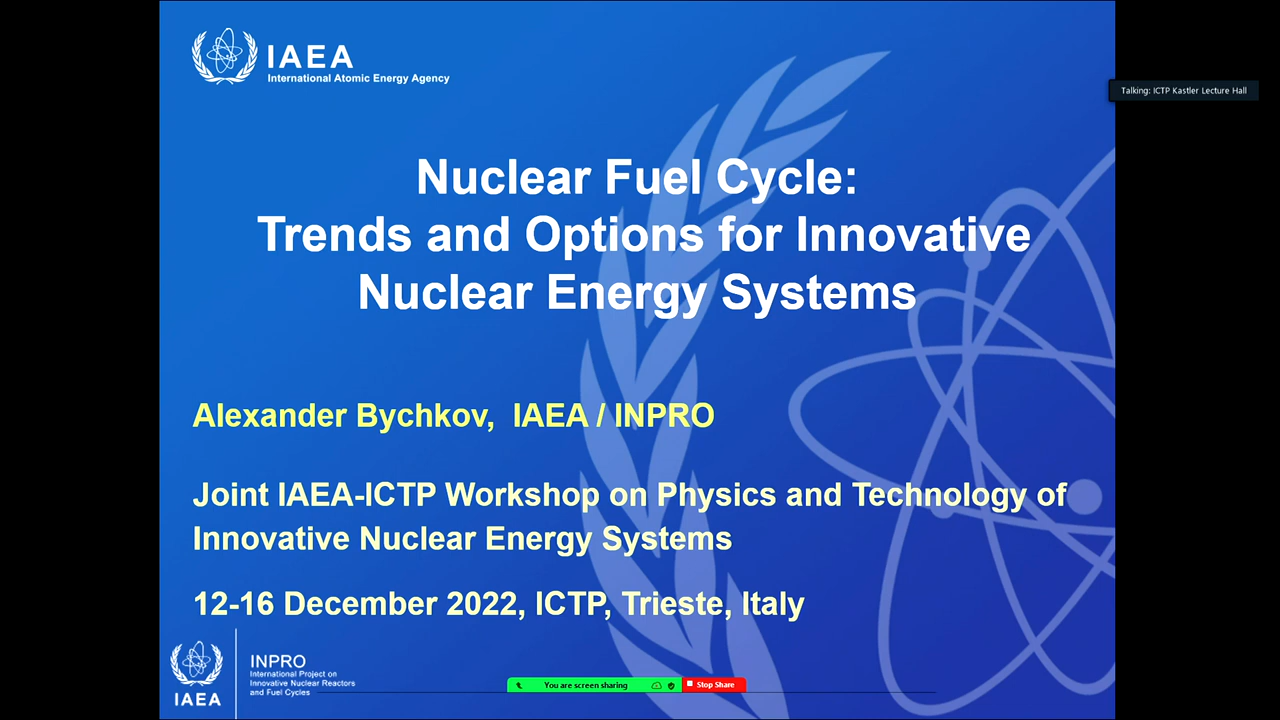 IAEA
International Atomic Energy Agency
Talking: ICTP Kastler Lecture Hall
Nuclear Fuel Cycle:
Trends and Options for Innovative
Nuclear Energy Systems
Alexander Bychkov, IAEA / INPRO
Joint IAEA-ICTP Workshop on Physics and Technology of
Innovative Nuclear Energy Systems
12-16 December 2022, ICTP, Trieste, Italy
IAEA
INPRO
International Project on
Innovative Nuclear Reactors
and Fuel Cycles
You are screen sharing
Stop Share